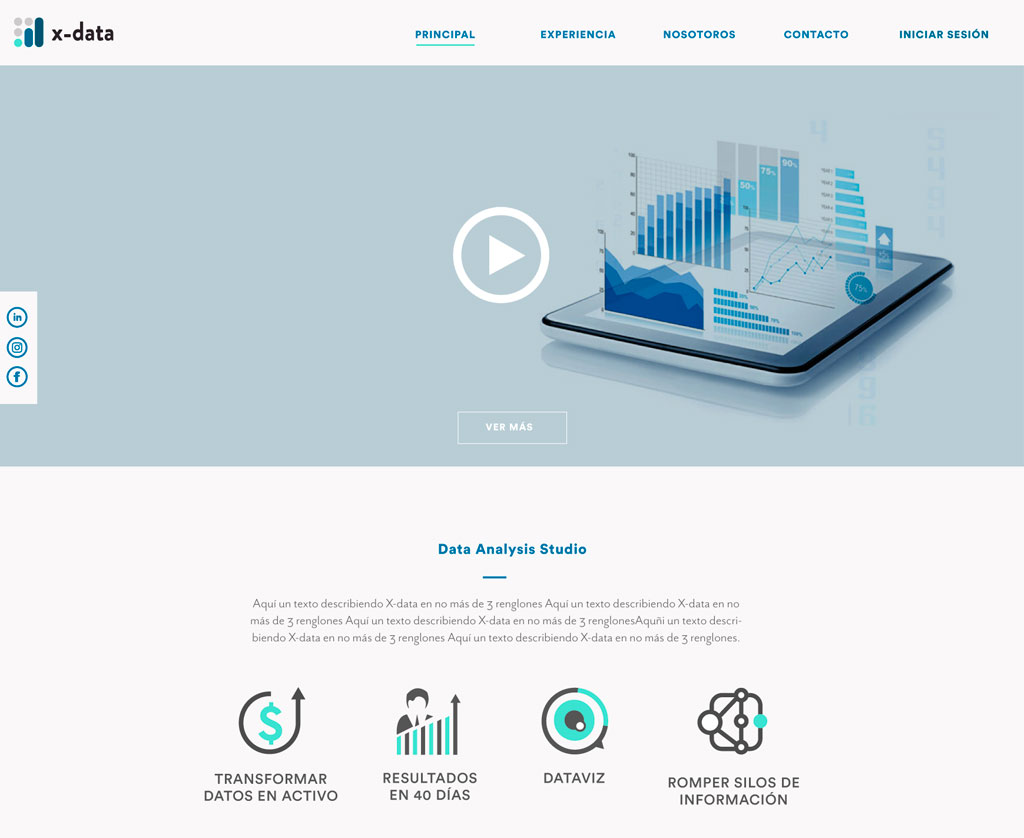 x-data
PRINCIPAL
EXPERIENCIA
NOSOTOROS
CONTACTO
INICIAR SESIÓN
50%
75%
90%
75%
VER MÁS
Data Analysis Studio
Aquí un texto describiendo X-data en no más de 3 renglones Aquí un texto describiendo X-data en no
más de 3 renglones Aquí un texto describiendo X-data en no más de 3 renglonesAquñi un texto descri-
biendo X-data en no más de 3 renglones Aquí un texto describiendo X-data en no más de 3 renglones.
TRANSFORMAR
DATOS EN ACTIVO
RESULTADOS
EN 40 DÍAS
DATAVIZ
ROMPER SILOS DE
INFORMACIÓN